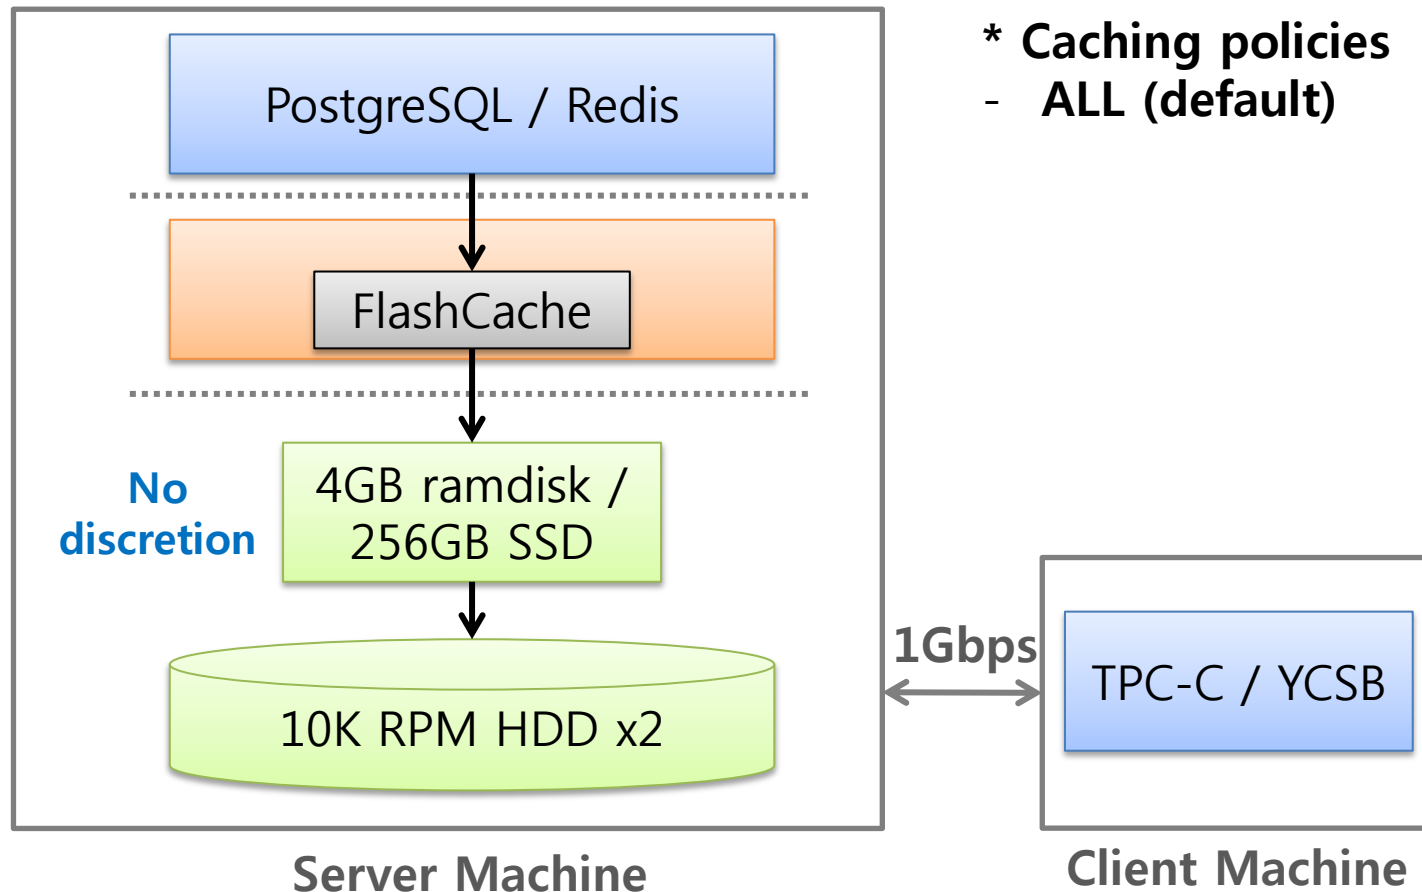 * Caching policies
- ALL (default)
PostgreSQL / Redis
FlashCache
No
discretion
4GB ramdisk /
256GB SSD
10K RPM HDD x2
1Gbps
TPC-C / YCSB
Server Machine
Client Machine